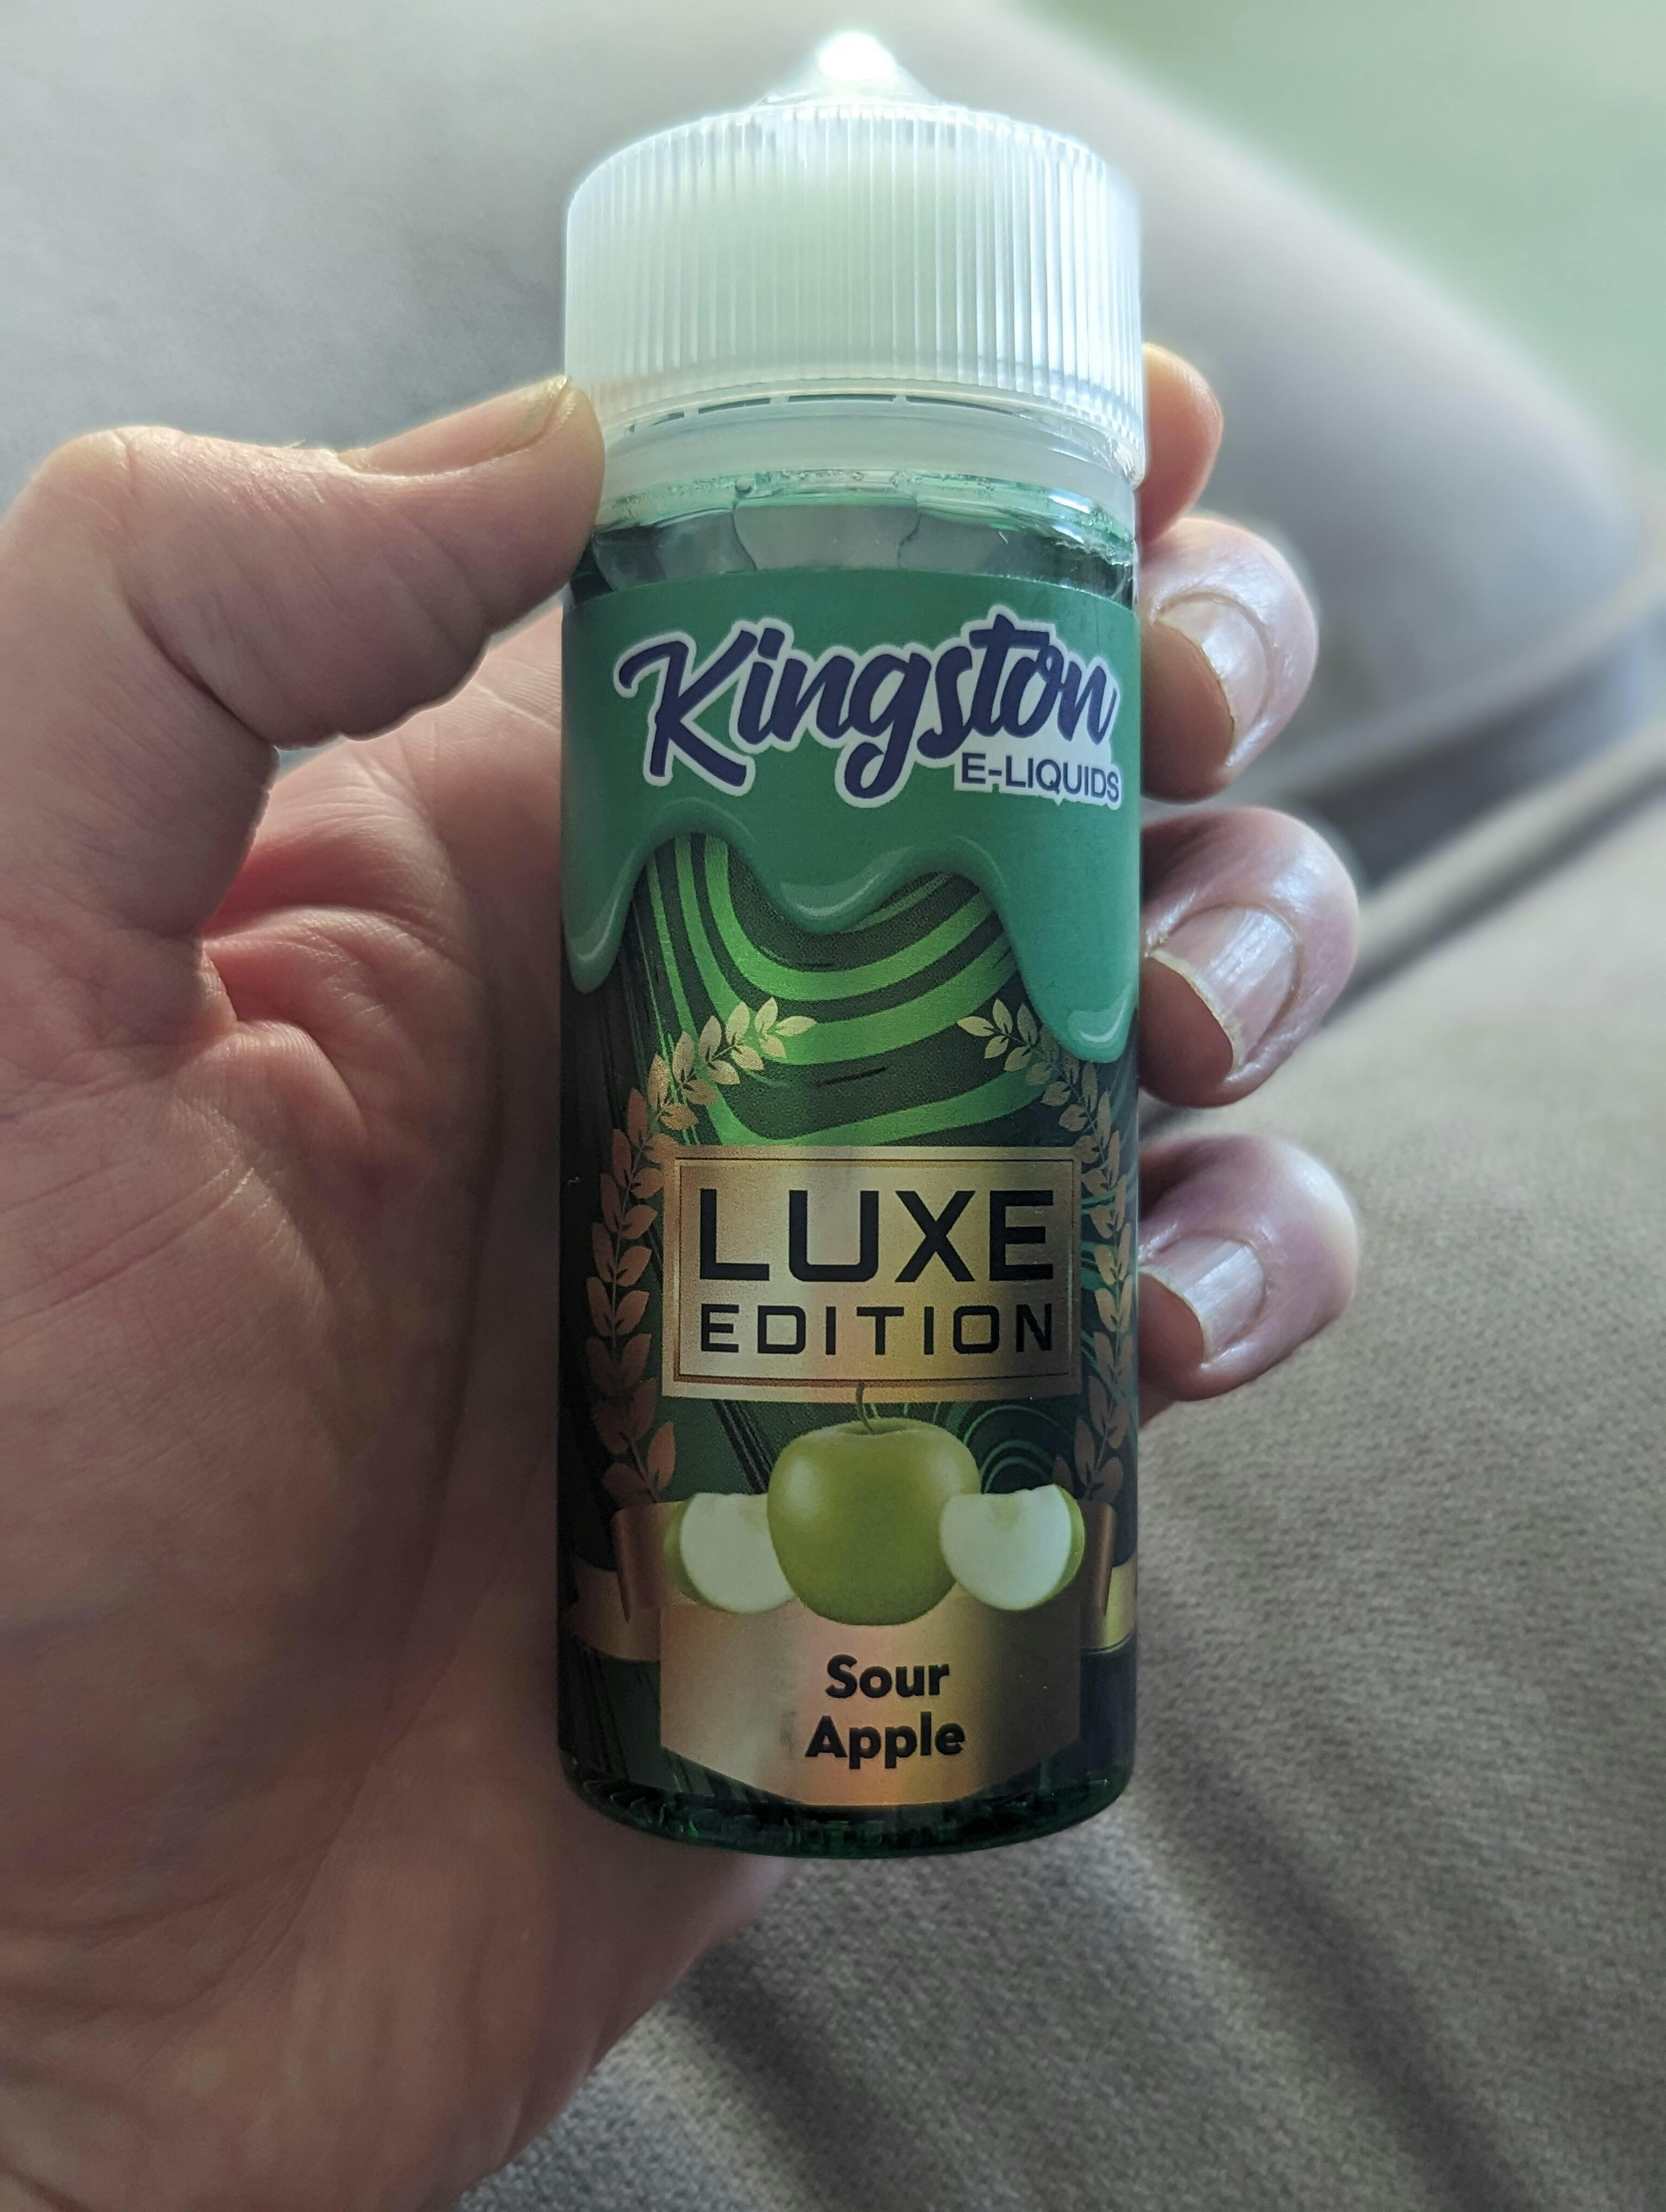 Kingston
E-LIQUIDS
LUXE
EDITION
Sour
Apple